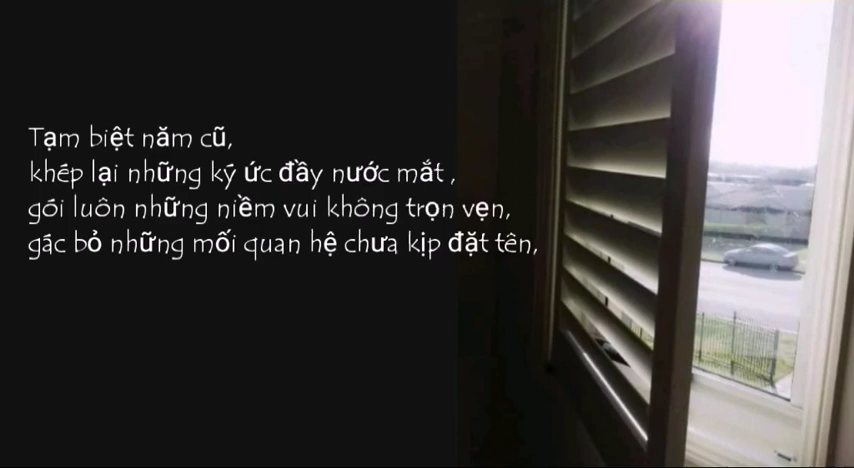 Tạm biệt năm cũ,
khép lại những ký ức đầy nước mắt ,
gói luôn những niềm vui không trọn vẹn,
gác bỏ những mối quan hệ chưa kịp đặt tên,